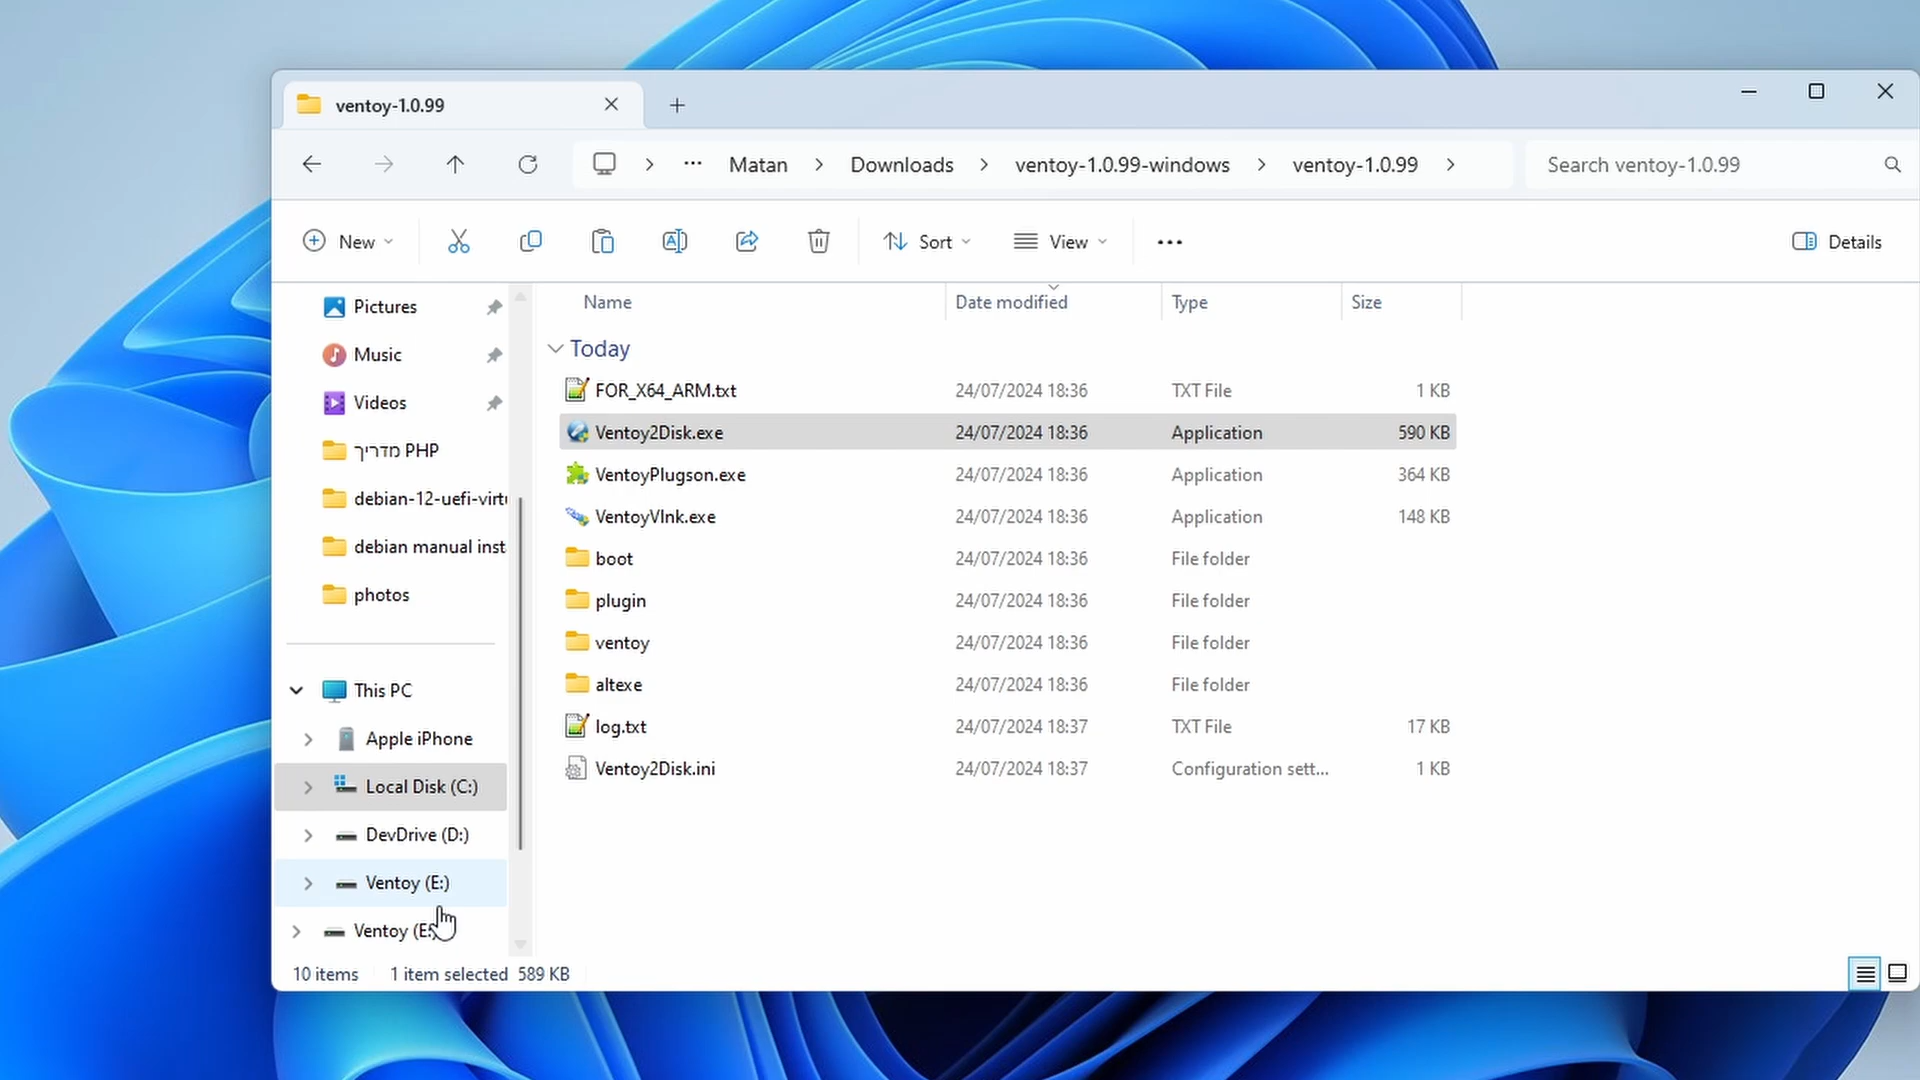 ventoy-1.0.99
Matan
Downloads
ventoy-1.0.99-windows
ventoy-1.0.99
Search ventoy-1.0.99
New
Sort
View
Details
Pictures
Music
Videos
מדריך PHP
debian-12-uefi-virtu
debian manual inst
photos
This PC
Apple iPhone
Local Disk (C:)
DevDrive (D:)
Ventoy (E:)
Ventoy (E:)
Name Date modified Type Size
Today
FOR_X64_ARM.txt 24/07/2024 18:36 TXT File 1 KB
Ventoy2Disk.exe 24/07/2024 18:36 Application 590 KB
VentoyPlugson.exe 24/07/2024 18:36 Application 364 KB
VentoyVlnk.exe 24/07/2024 18:36 Application 148 KB
boot 24/07/2024 18:36 File folder
plugin 24/07/2024 18:36 File folder
ventoy 24/07/2024 18:36 File folder
altexe 24/07/2024 18:36 File folder
log.txt 24/07/2024 18:37 TXT File 17 KB
Ventoy2Disk.ini 24/07/2024 18:37 Configuration sett... 1 KB
10 items 1 item selected 589 KB